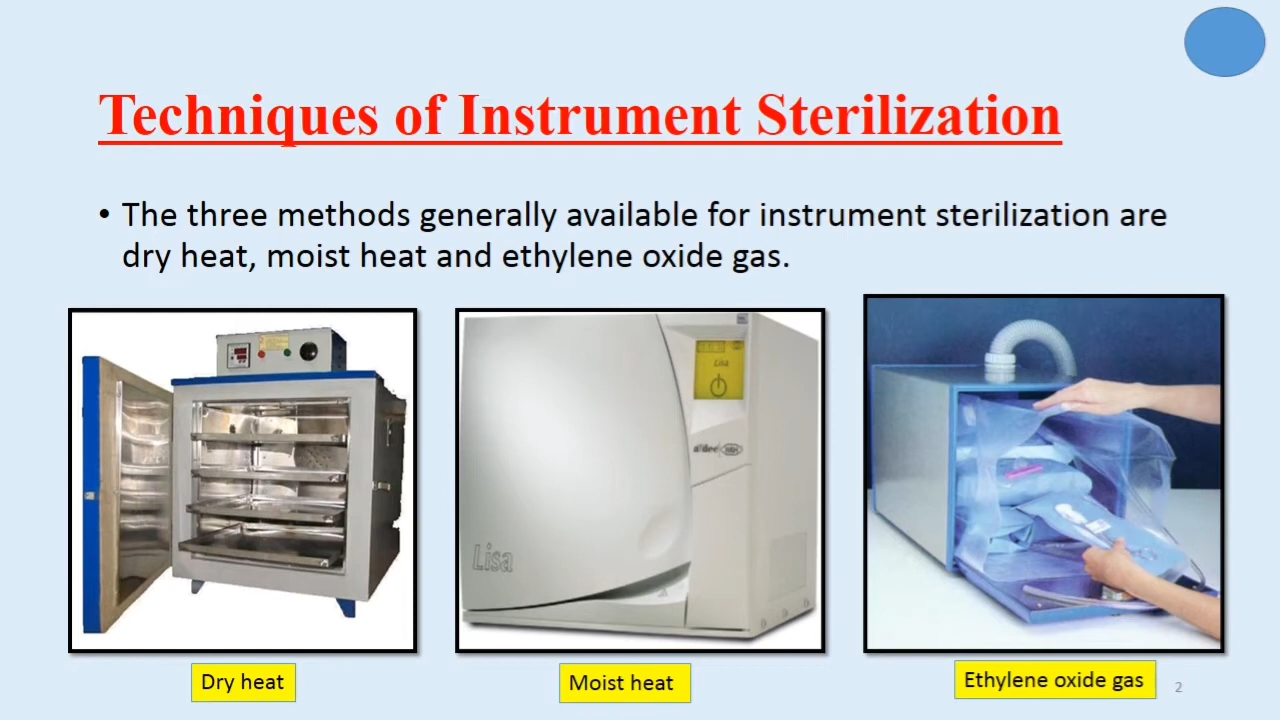 Techniques of Instrument Sterilization
• The three methods generally available for instrument sterilization are
dry heat, moist heat and ethylene oxide gas.
Lisa
Lisa
Dry heat
Moist heat
Ethylene oxide gas
2